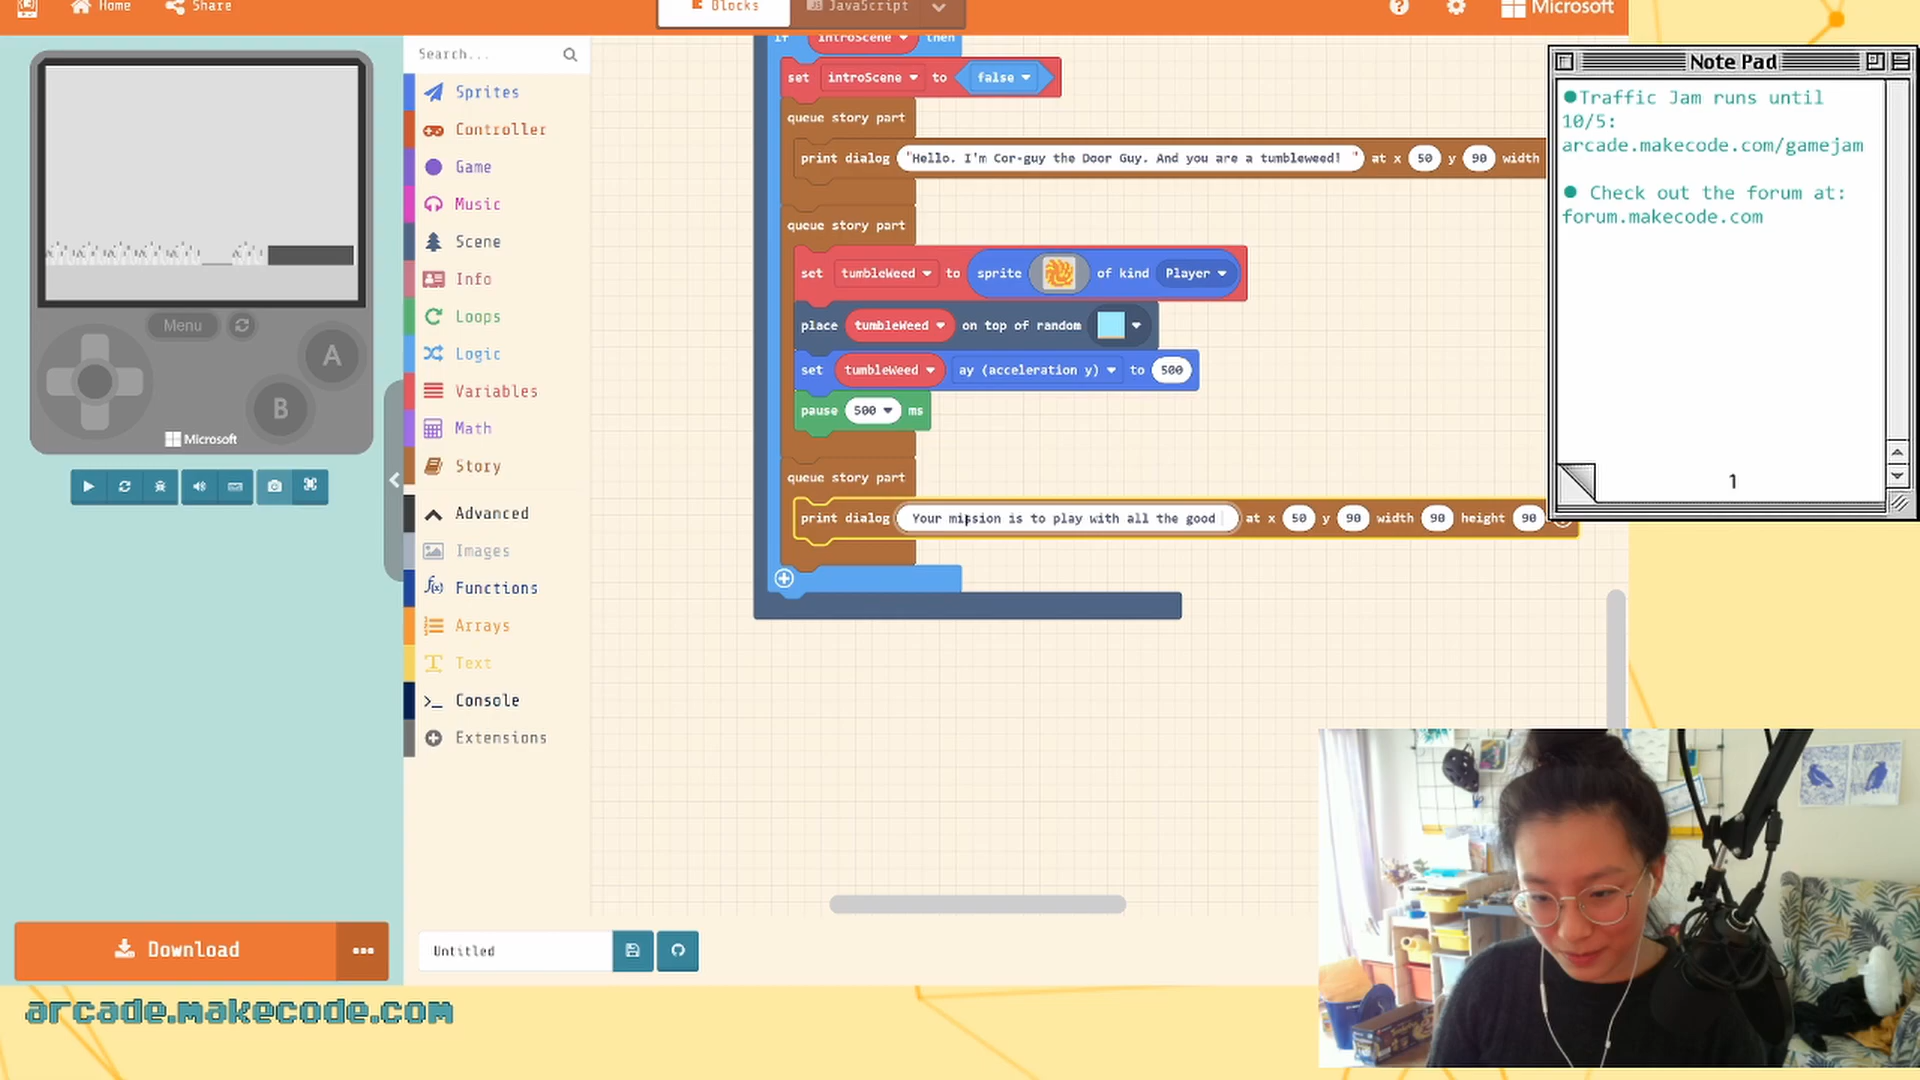 Home
Share
Blocks
JavaScript
Microsoft
Search...
Sprites
Controller
Game
Music
Scene
Info
Loops
Logic
Variables
Math
Story
Advanced
Images
Functions
Arrays
Text
Console
Extensions
Menu
A
B
Microsoft
if introScene then
set introScene to false
queue story part
print dialog "Hello. I'm Cor-guy the Door Guy. And you are a tumbleweed! " at x 50 y 90 width
queue story part
set tumbleWeed to sprite of kind Player
place tumbleWeed on top of random
set tumbleWeed ay (acceleration y) to 500
pause 500 ms
queue story part
print dialog Your mission is to play with all the good at x 50 y 90 width 90 height 90
Note Pad
Traffic Jam runs until
10/5:
arcade.makecode.com/gamejam
Check out the forum at:
forum.makecode.com
1
Download
Untitled
arcade.makecode.com